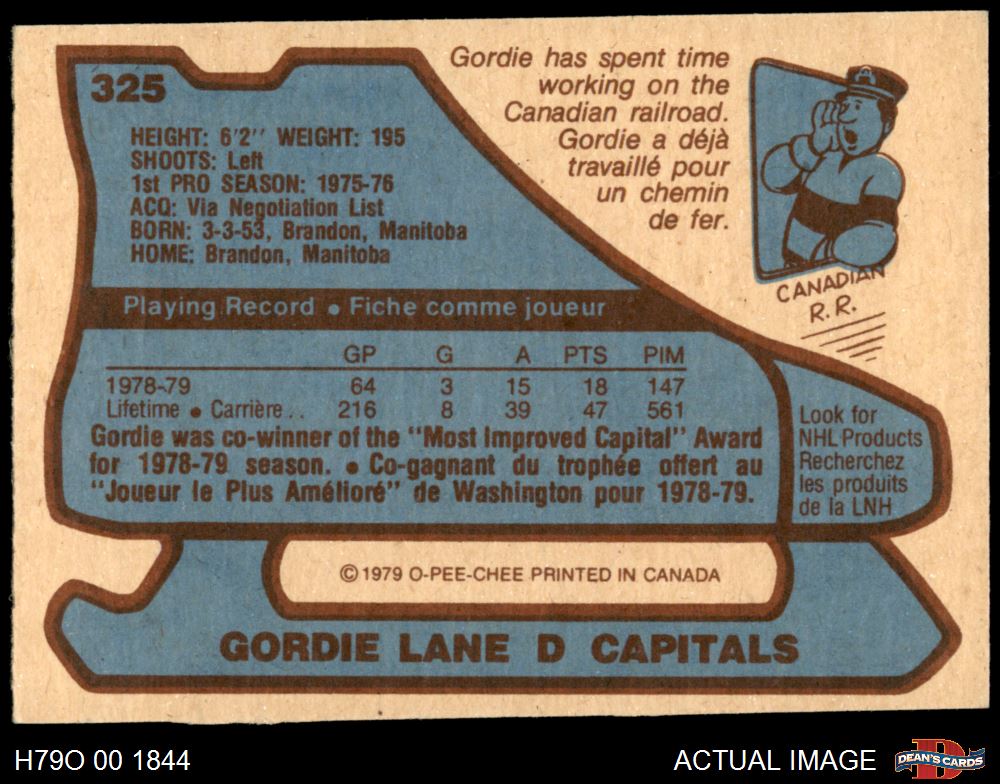 325
HEIGHT: 6'2'' WEIGHT: 195
SHOOTS: Left
1st PRO SEASON: 1975-76
ACQ: Via Negotiation List
BORN: 3-3-53, Brandon, Manitoba
HOME: Brandon, Manitoba
Gordie has spent time
working on the
Canadian railroad.
Gordie a déjà
travaillé pour
un chemin
de fer.
CANADIAN
R.R.
Playing Record • Fiche comme joueur
GP G A PTS PIM
1978-79 64 3 15 18 147
Lifetime • Carrière.. 216 8 39 47 561
Gordie was co-winner of the "Most Improved Capital" Award
for 1978-79 season. • Co-gagnant du trophée offert au
"Joueur le Plus Amélioré" de Washington pour 1978-79.
Look for
NHL Products
Recherchez
les produits
de la LNH
© 1979 O-PEE-CHEE PRINTED IN CANADA
GORDIE LANE D CAPITALS
H79O 00 1844
ACTUAL IMAGE
D
DEAN'S CARDS